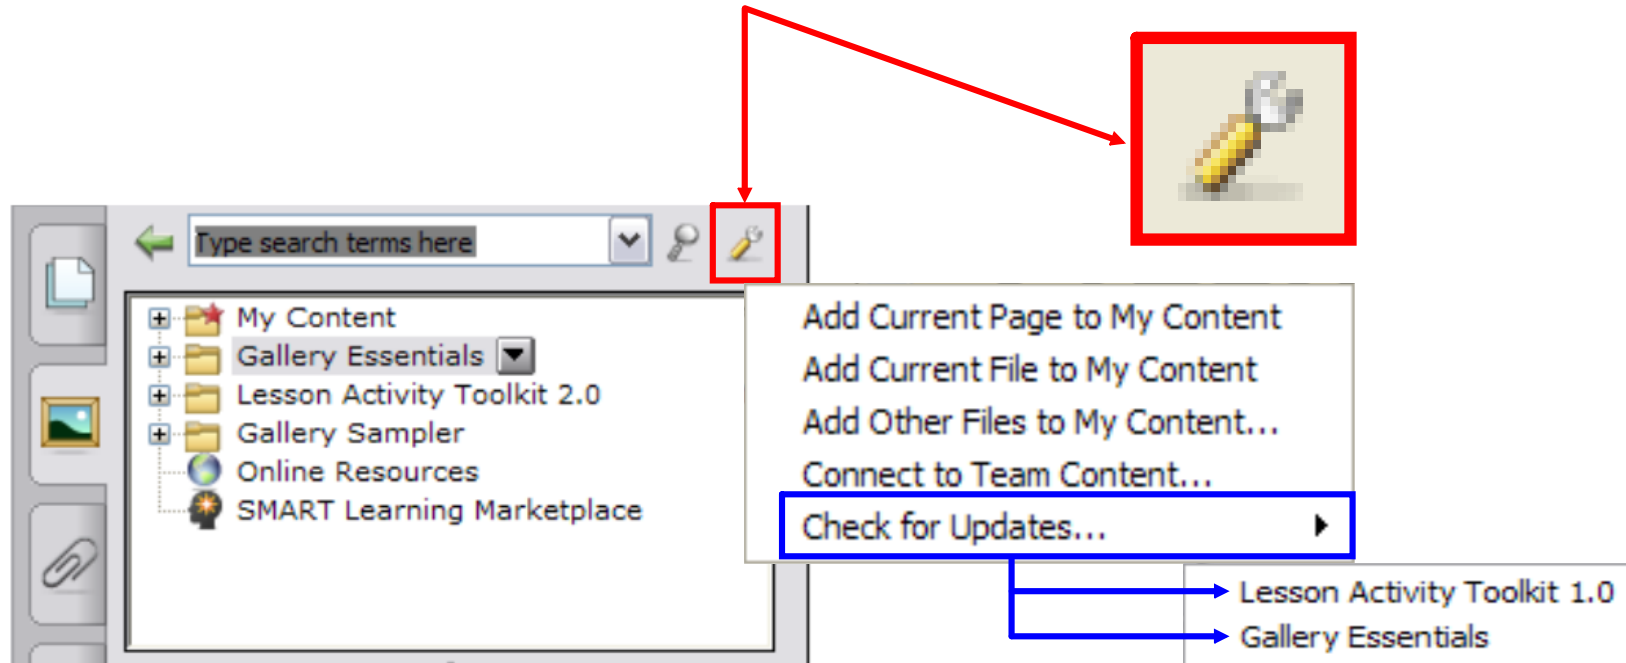 Type search terms here
My Content
Gallery Essentials
Lesson Activity Toolkit 2.0
Gallery Sampler
Online Resources
SMART Learning Marketplace
Add Current Page to My Content
Add Current File to My Content
Add Other Files to My Content...
Connect to Team Content...
Check for Updates...
Lesson Activity Toolkit 1.0
Gallery Essentials